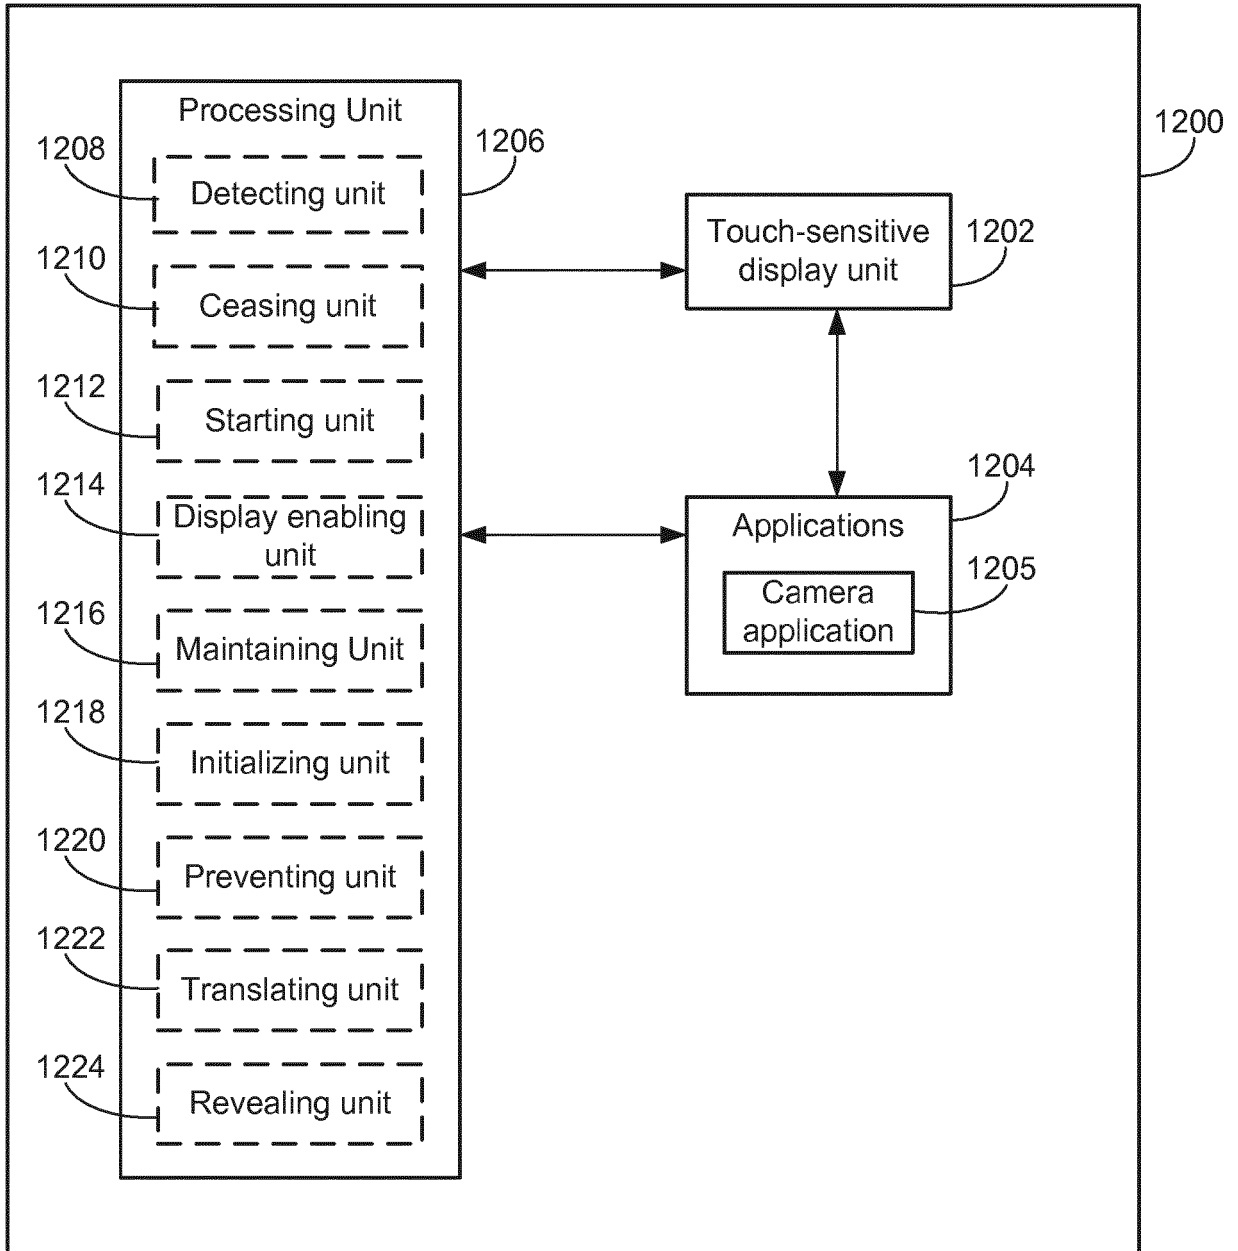 Processing Unit
1200
1208
1206
Detecting unit
Touch-sensitive
display unit
1202
1210
Ceasing unit
1212
Starting unit
1204
1214
Display enabling
unit
Applications
1205
Camera
application
1216
Maintaining Unit
1218
Initializing unit
1220
Preventing unit
1222
Translating unit
1224
Revealing unit